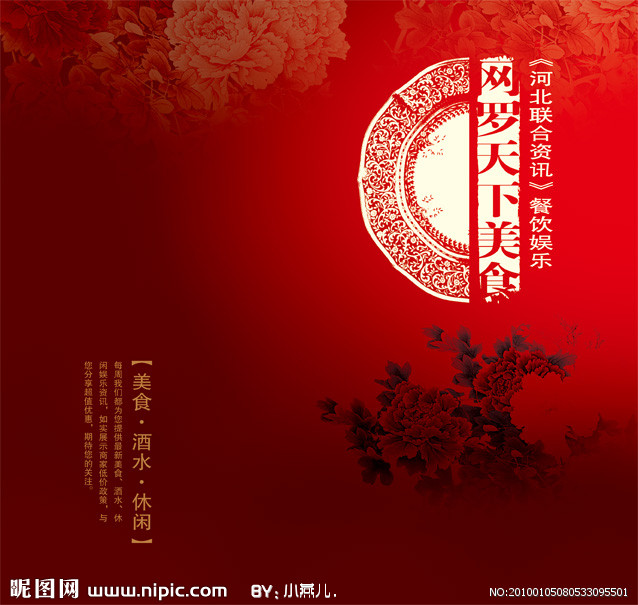 《河北联合资讯》餐饮娱乐
网罗天下美食
【美食·酒水·休闲】
每周我们都为您提供最新美食、酒水、休
闲娱乐资讯，如实展示商家低价政策，与
您分享超值优惠，期待您的关注。
昵图网 www.nipic.com BY：小燕儿.
NO:20100105080533095501